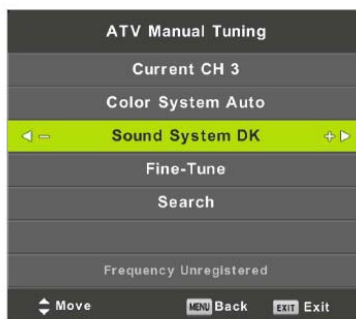 ATV Manual Tuning
Current CH 3
Color System Auto
− Sound System DK +
Fine-Tune
Search
Frequency Unregistered
Move MENU Back EXIT Exit